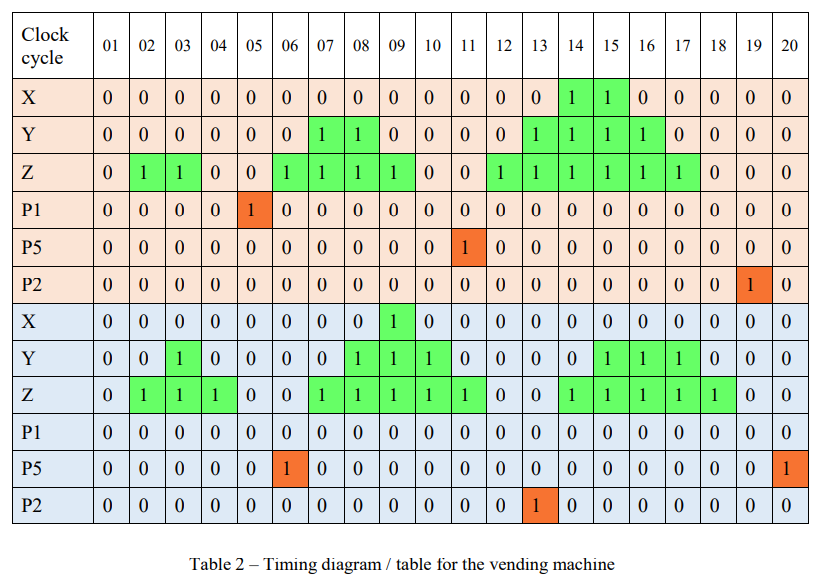 Clock cycle 01 02 03 04 05 06 07 08 09 10 11 12 13 14 15 16 17 18 19 20
X 0 0 0 0 0 0 0 0 0 0 0 0 0 1 1 0 0 0 0 0
Y 0 0 0 0 0 0 1 1 0 0 0 0 1 1 1 1 0 0 0 0
Z 0 1 1 0 0 1 1 1 1 0 0 1 1 1 1 1 1 0 0 0
P1 0 0 0 0 1 0 0 0 0 0 0 0 0 0 0 0 0 0 0 0
P5 0 0 0 0 0 0 0 0 0 0 1 0 0 0 0 0 0 0 0 0
P2 0 0 0 0 0 0 0 0 0 0 0 0 0 0 0 0 0 0 1 0
X 0 0 0 0 0 0 0 0 1 0 0 0 0 0 0 0 0 0 0 0
Y 0 0 1 0 0 0 0 1 1 1 0 0 0 0 1 1 1 0 0 0
Z 0 1 1 1 0 0 1 1 1 1 1 0 0 1 1 1 1 1 0 0
P1 0 0 0 0 0 0 0 0 0 0 0 0 0 0 0 0 0 0 0 0
P5 0 0 0 0 0 1 0 0 0 0 0 0 0 0 0 0 0 0 0 1
P2 0 0 0 0 0 0 0 0 0 0 0 0 1 0 0 0 0 0 0 0
Table 2 – Timing diagram / table for the vending machine